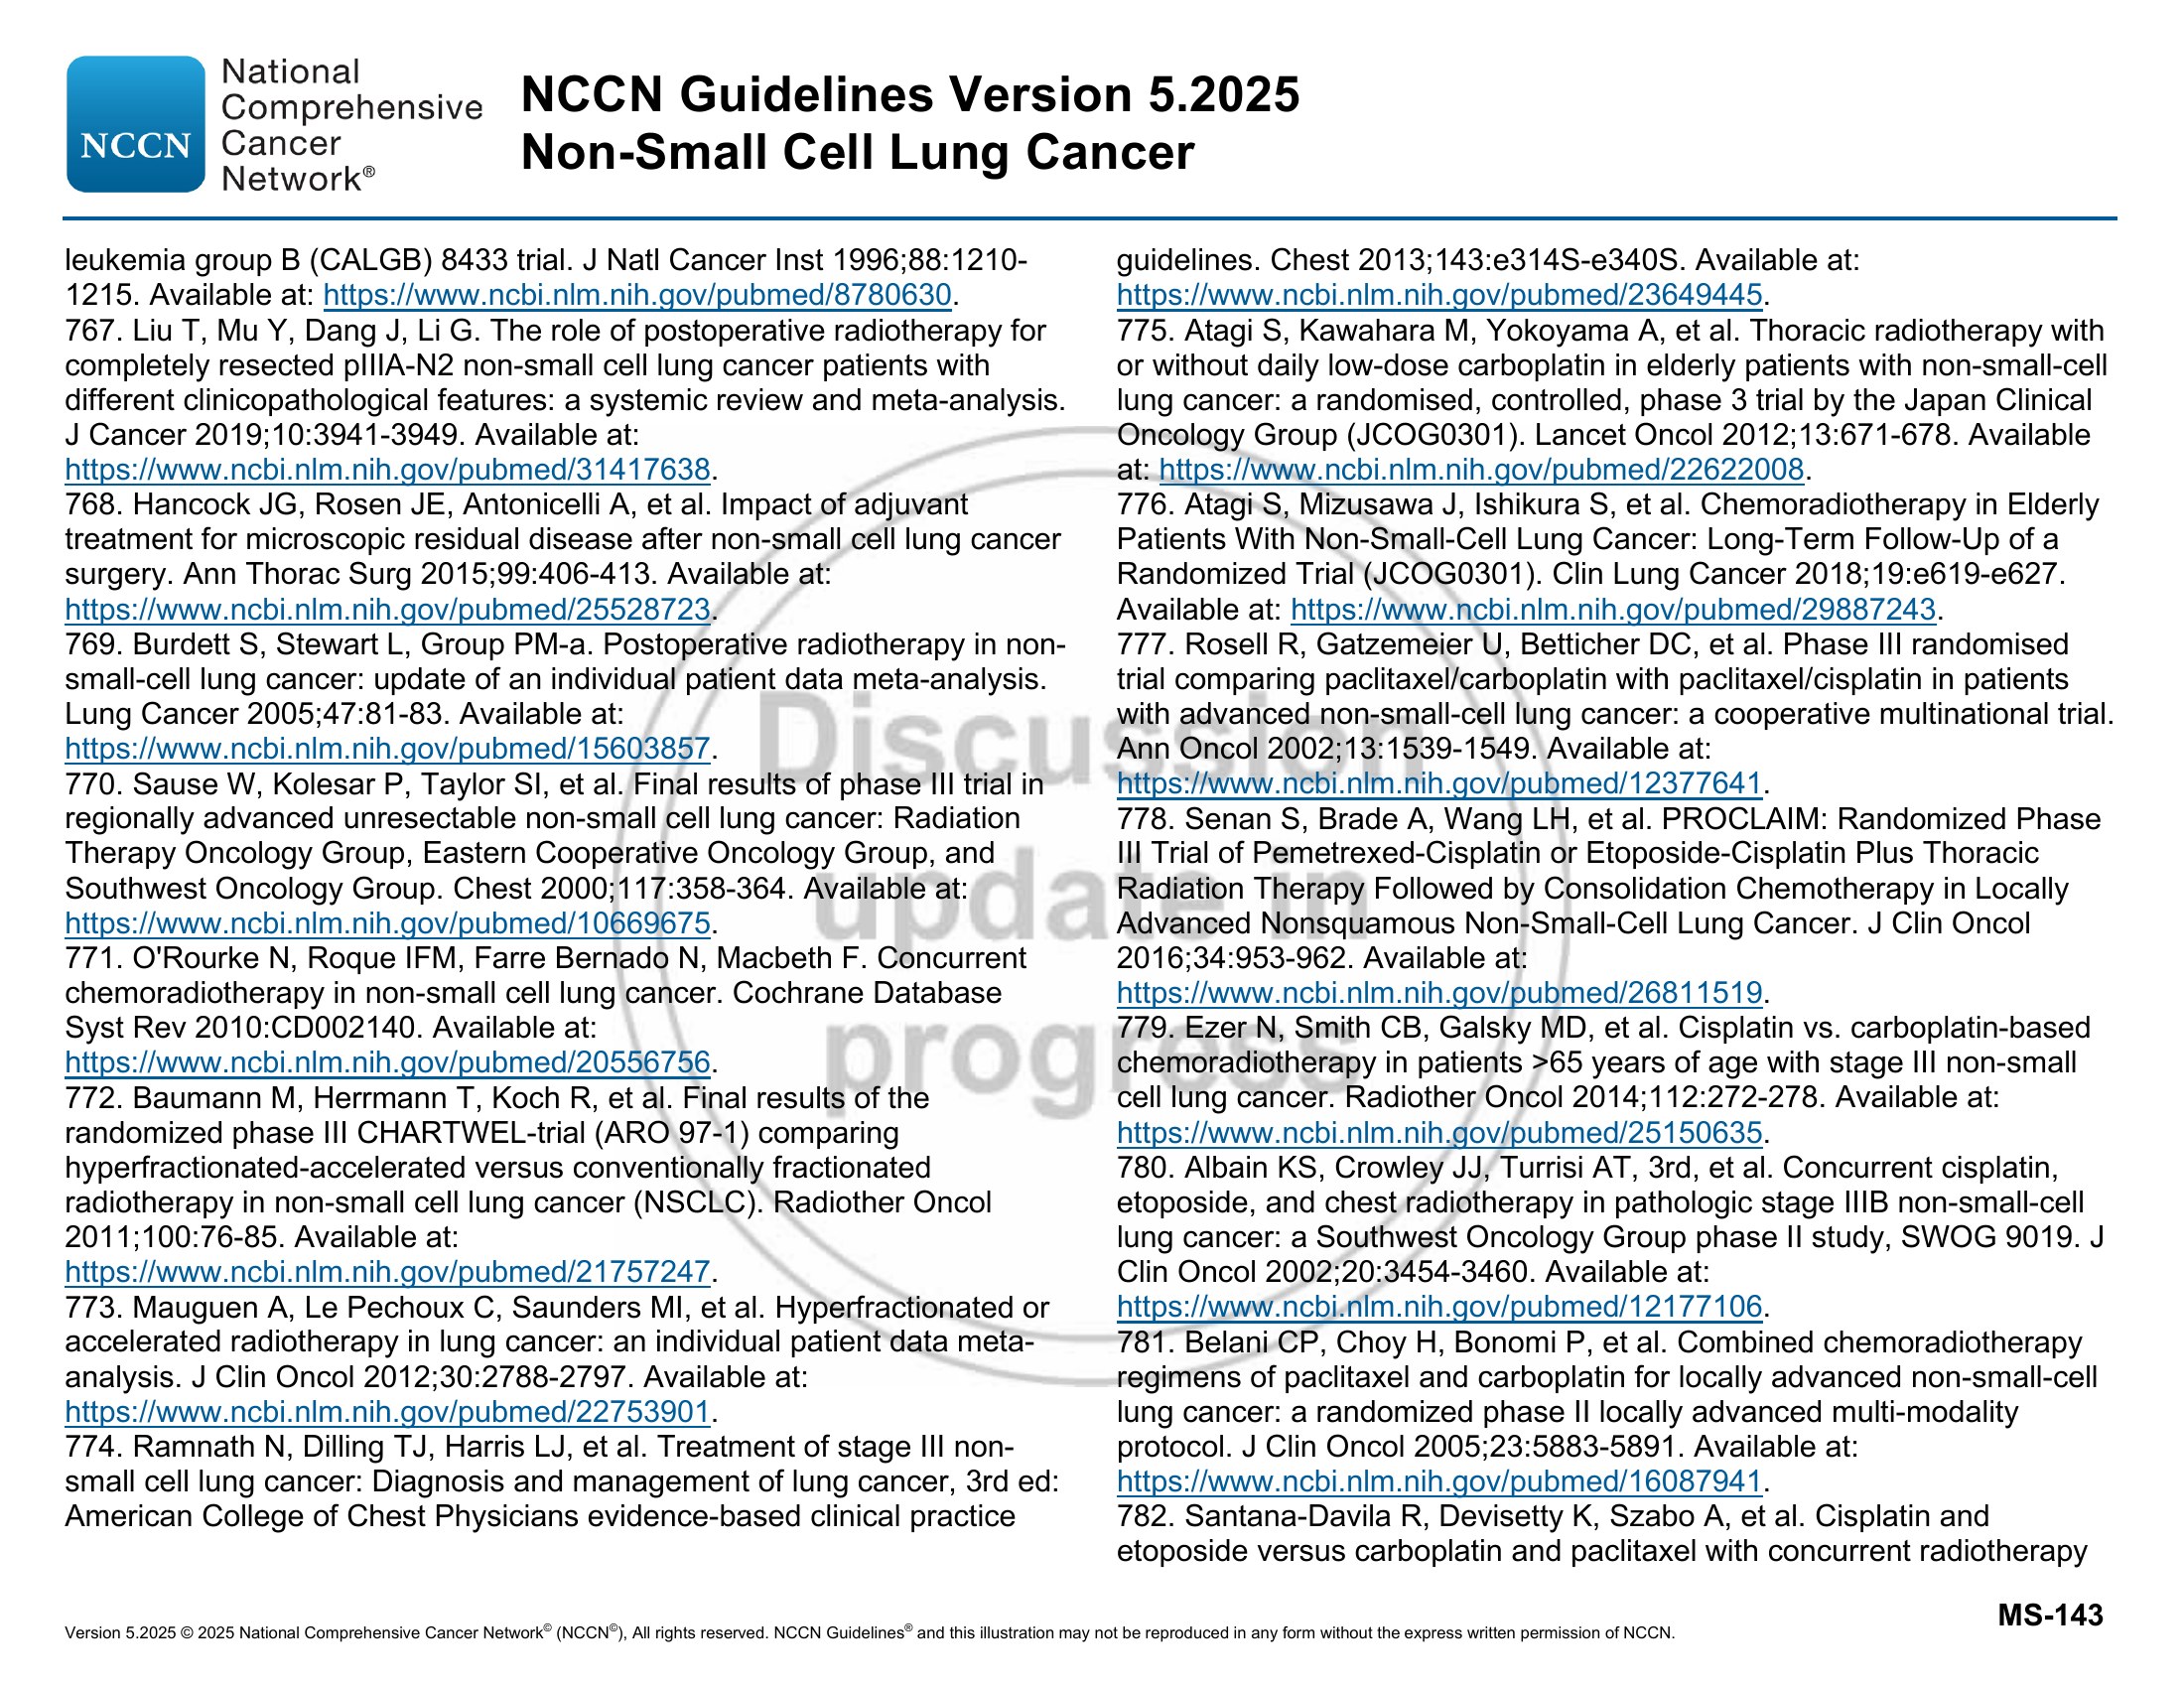 National
Comprehensive
Cancer
Network®
NCCN
NCCN Guidelines Version 5.2025
Non-Small Cell Lung Cancer
leukemia group B (CALGB) 8433 trial. J Natl Cancer Inst 1996;88:1210-
1215. Available at: https://www.ncbi.nlm.nih.gov/pubmed/8780630.
767. Liu T, Mu Y, Dang J, Li G. The role of postoperative radiotherapy for
completely resected pIIIA-N2 non-small cell lung cancer patients with
different clinicopathological features: a systemic review and meta-analysis.
J Cancer 2019;10:3941-3949. Available at:
https://www.ncbi.nlm.nih.gov/pubmed/31417638.
768. Hancock JG, Rosen JE, Antonicelli A, et al. Impact of adjuvant
treatment for microscopic residual disease after non-small cell lung cancer
surgery. Ann Thorac Surg 2015;99:406-413. Available at:
https://www.ncbi.nlm.nih.gov/pubmed/25528723.
769. Burdett S, Stewart L, Group PM-a. Postoperative radiotherapy in non-
small-cell lung cancer: update of an individual patient data meta-analysis.
Lung Cancer 2005;47:81-83. Available at:
https://www.ncbi.nlm.nih.gov/pubmed/15603857.
770. Sause W, Kolesar P, Taylor SI, et al. Final results of phase III trial in
regionally advanced unresectable non-small cell lung cancer: Radiation
Therapy Oncology Group, Eastern Cooperative Oncology Group, and
Southwest Oncology Group. Chest 2000;117:358-364. Available at:
https://www.ncbi.nlm.nih.gov/pubmed/10669675.
771. O'Rourke N, Roque IFM, Farre Bernado N, Macbeth F. Concurrent
chemoradiotherapy in non-small cell lung cancer. Cochrane Database
Syst Rev 2010:CD002140. Available at:
https://www.ncbi.nlm.nih.gov/pubmed/20556756.
772. Baumann M, Herrmann T, Koch R, et al. Final results of the
randomized phase III CHARTWEL-trial (ARO 97-1) comparing
hyperfractionated-accelerated versus conventionally fractionated
radiotherapy in non-small cell lung cancer (NSCLC). Radiother Oncol
2011;100:76-85. Available at:
https://www.ncbi.nlm.nih.gov/pubmed/21757247.
773. Mauguen A, Le Pechoux C, Saunders MI, et al. Hyperfractionated or
accelerated radiotherapy in lung cancer: an individual patient data meta-
analysis. J Clin Oncol 2012;30:2788-2797. Available at:
https://www.ncbi.nlm.nih.gov/pubmed/22753901.
774. Ramnath N, Dilling TJ, Harris LJ, et al. Treatment of stage III non-
small cell lung cancer: Diagnosis and management of lung cancer, 3rd ed:
American College of Chest Physicians evidence-based clinical practice
guidelines. Chest 2013;143:e314S-e340S. Available at:
https://www.ncbi.nlm.nih.gov/pubmed/23649445.
775. Atagi S, Kawahara M, Yokoyama A, et al. Thoracic radiotherapy with
or without daily low-dose carboplatin in elderly patients with non-small-cell
lung cancer: a randomised, controlled, phase 3 trial by the Japan Clinical
Oncology Group (JCOG0301). Lancet Oncol 2012;13:671-678. Available
at: https://www.ncbi.nlm.nih.gov/pubmed/22622008.
776. Atagi S, Mizusawa J, Ishikura S, et al. Chemoradiotherapy in Elderly
Patients With Non-Small-Cell Lung Cancer: Long-Term Follow-Up of a
Randomized Trial (JCOG0301). Clin Lung Cancer 2018;19:e619-e627.
Available at: https://www.ncbi.nlm.nih.gov/pubmed/29887243.
777. Rosell R, Gatzemeier U, Betticher DC, et al. Phase III randomised
trial comparing paclitaxel/carboplatin with paclitaxel/cisplatin in patients
with advanced non-small-cell lung cancer: a cooperative multinational trial.
Ann Oncol 2002;13:1539-1549. Available at:
https://www.ncbi.nlm.nih.gov/pubmed/12377641.
778. Senan S, Brade A, Wang LH, et al. PROCLAIM: Randomized Phase
III Trial of Pemetrexed-Cisplatin or Etoposide-Cisplatin Plus Thoracic
Radiation Therapy Followed by Consolidation Chemotherapy in Locally
Advanced Nonsquamous Non-Small-Cell Lung Cancer. J Clin Oncol
2016;34:953-962. Available at:
https://www.ncbi.nlm.nih.gov/pubmed/26811519.
779. Ezer N, Smith CB, Galsky MD, et al. Cisplatin vs. carboplatin-based
chemoradiotherapy in patients >65 years of age with stage III non-small
cell lung cancer. Radiother Oncol 2014;112:272-278. Available at:
https://www.ncbi.nlm.nih.gov/pubmed/25150635.
780. Albain KS, Crowley JJ, Turrisi AT, 3rd, et al. Concurrent cisplatin,
etoposide, and chest radiotherapy in pathologic stage IIIB non-small-cell
lung cancer: a Southwest Oncology Group phase II study, SWOG 9019. J
Clin Oncol 2002;20:3454-3460. Available at:
https://www.ncbi.nlm.nih.gov/pubmed/12177106.
781. Belani CP, Choy H, Bonomi P, et al. Combined chemoradiotherapy
regimens of paclitaxel and carboplatin for locally advanced non-small-cell
lung cancer: a randomized phase II locally advanced multi-modality
protocol. J Clin Oncol 2005;23:5883-5891. Available at:
https://www.ncbi.nlm.nih.gov/pubmed/16087941.
782. Santana-Davila R, Devisetty K, Szabo A, et al. Cisplatin and
etoposide versus carboplatin and paclitaxel with concurrent radiotherapy
Discussion
update in
progress
MS-143
Version 5.2025 © 2025 National Comprehensive Cancer Network© (NCCN©), All rights reserved. NCCN Guidelines® and this illustration may not be reproduced in any form without the express written permission of NCCN.